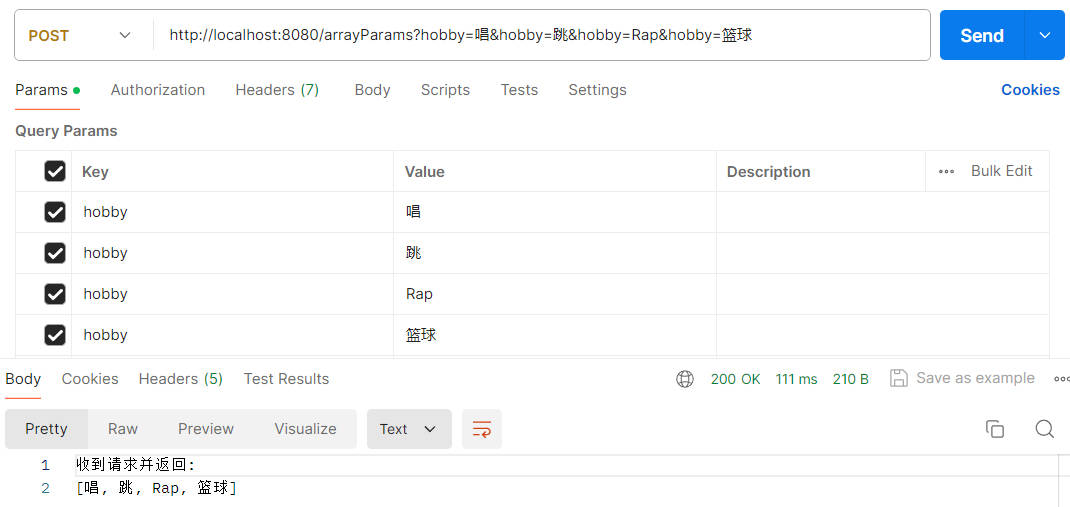 POST http://localhost:8080/arrayParams?hobby=唱&hobby=跳&hobby=Rap&hobby=篮球 Send
Params Authorization Headers (7) Body Scripts Tests Settings Cookies
Query Params
Key Value Description Bulk Edit
hobby 唱
hobby 跳
hobby Rap
hobby 篮球
Body Cookies Headers (5) Test Results 200 OK 111 ms 210 B Save as example
Pretty Raw Preview Visualize Text
1 收到请求并返回:
2 [唱, 跳, Rap, 篮球]